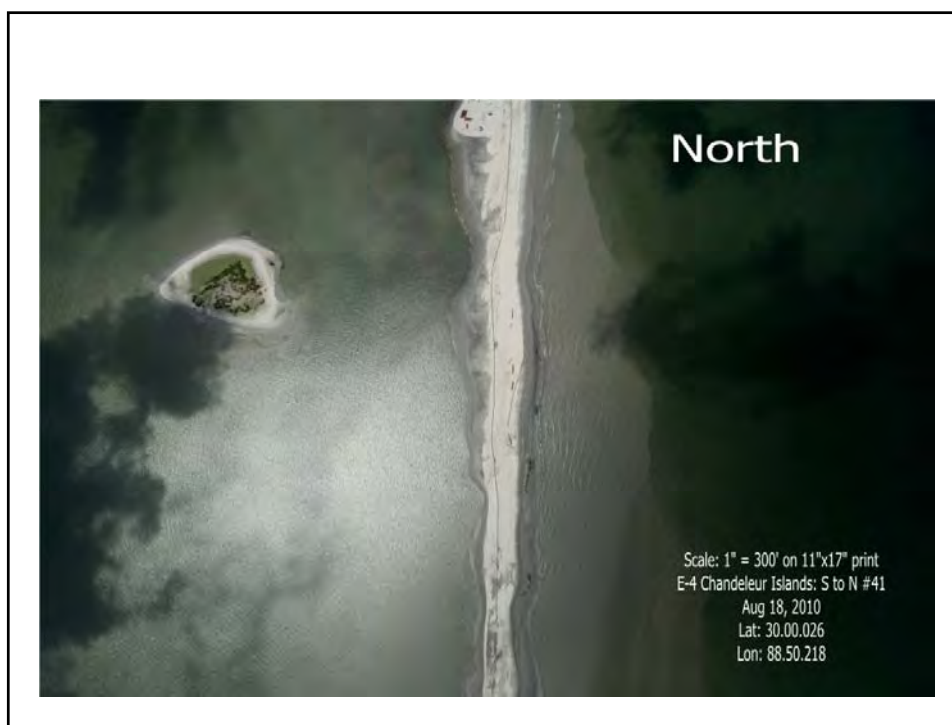 North
Scale: 1" = 300' on 11"x17" print
E-4 Chandeleur Islands: S to N #41
Aug 18, 2010
Lat: 30.00.026
Lon: 88.50.218